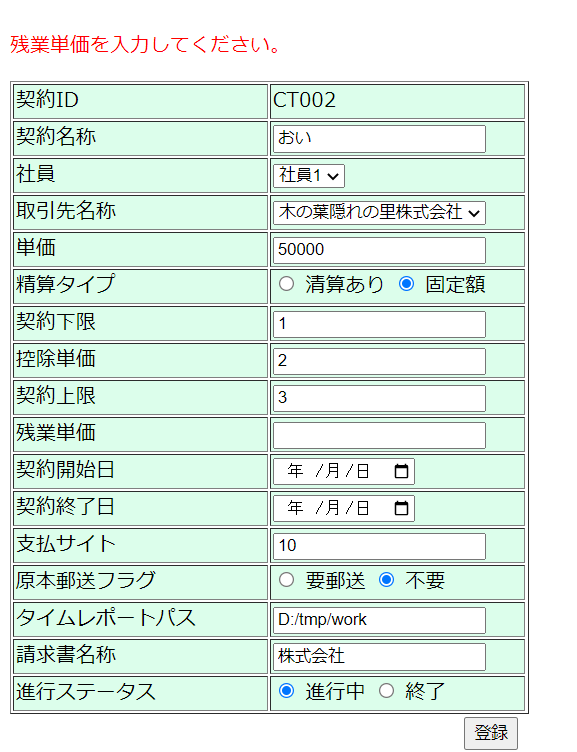 残業単価を入力してください。
契約ID CT002
契約名称 おい
社員 社員1
取引先名称 木の葉隠れの里株式会社
単価 50000
精算タイプ 清算あり 固定額
契約下限 1
控除単価 2
契約上限 3
残業単価
契約開始日 年 /月/日
契約終了日 年 /月/日
支払サイト 10
原本郵送フラグ 要郵送 不要
タイムレポートパス D:/tmp/work
請求書名称 株式会社
進行ステータス 進行中 終了
登録